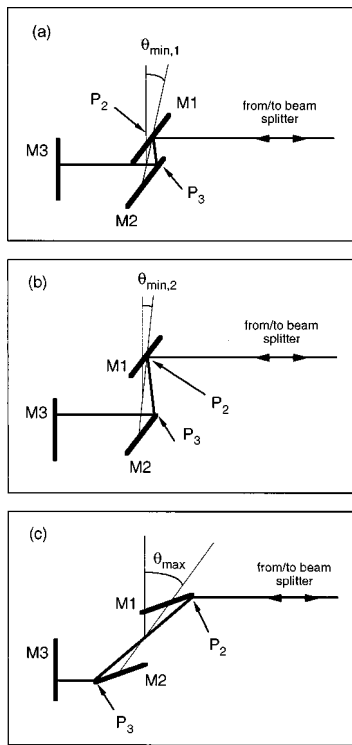 (a)
θmin,1
P2
M1
from/to beam
splitter
M3
P3
M2
(b)
θmin,2
from/to beam
splitter
M1
M3
P2
P3
M2
(c)
θmax
from/to beam
splitter
M1
M3
P2
M2
P3